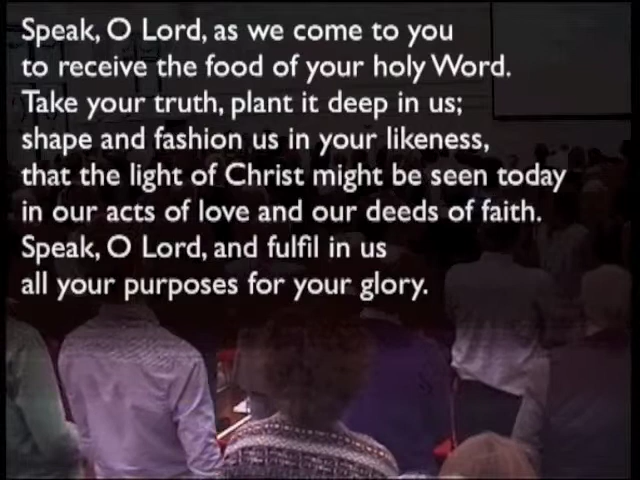 Speak, O Lord, as we come to you
to receive the food of your holy Word.
Take your truth, plant it deep in us;
shape and fashion us in your likeness,
that the light of Christ might be seen today
in our acts of love and our deeds of faith.
Speak, O Lord, and fulfil in us
all your purposes for your glory.